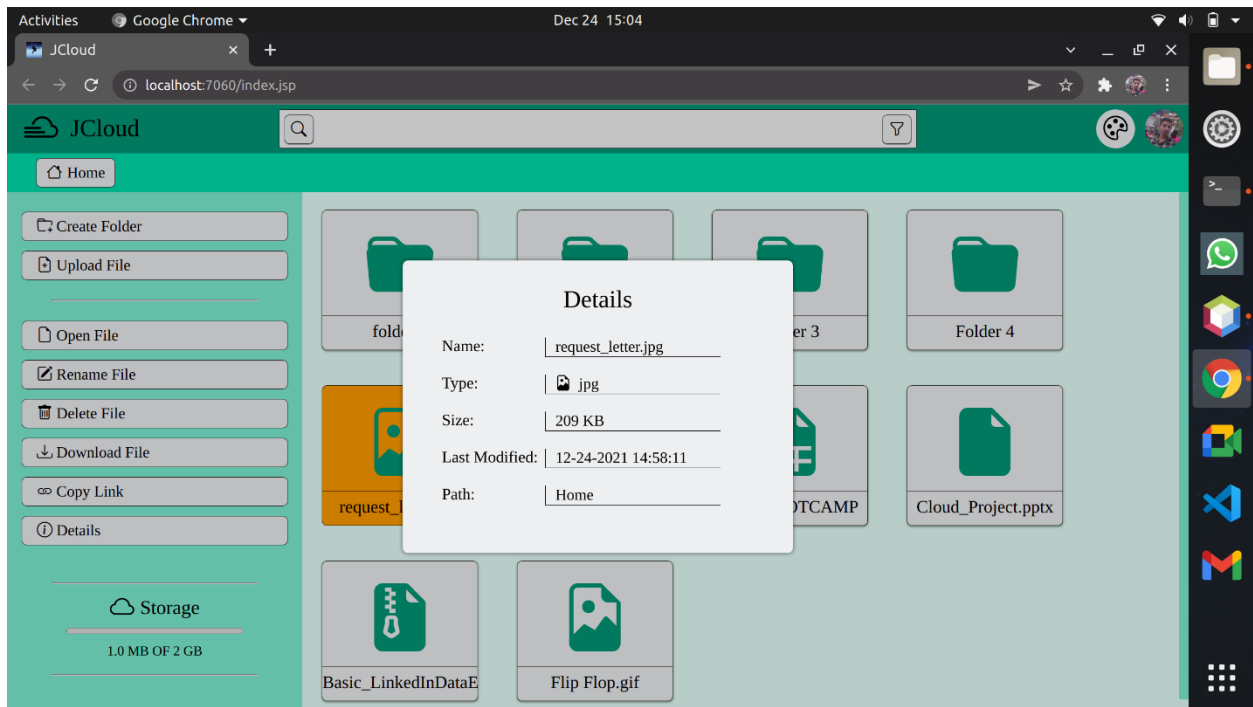 Activities
Google Chrome
Dec 24 15:04
JCloud
localhost:7060/index.jsp
JCloud
Home
Create Folder
Upload File
Open File
Rename File
Delete File
Download File
Copy Link
Details
Storage
1.0 MB OF 2 GB
Folder 4
Details
Name: request_letter.jpg
Type: jpg
Size: 209 KB
Last Modified: 12-24-2021 14:58:11
Path: Home
Cloud_Project.pptx
Basic_LinkedInDataE
Flip Flop.gif